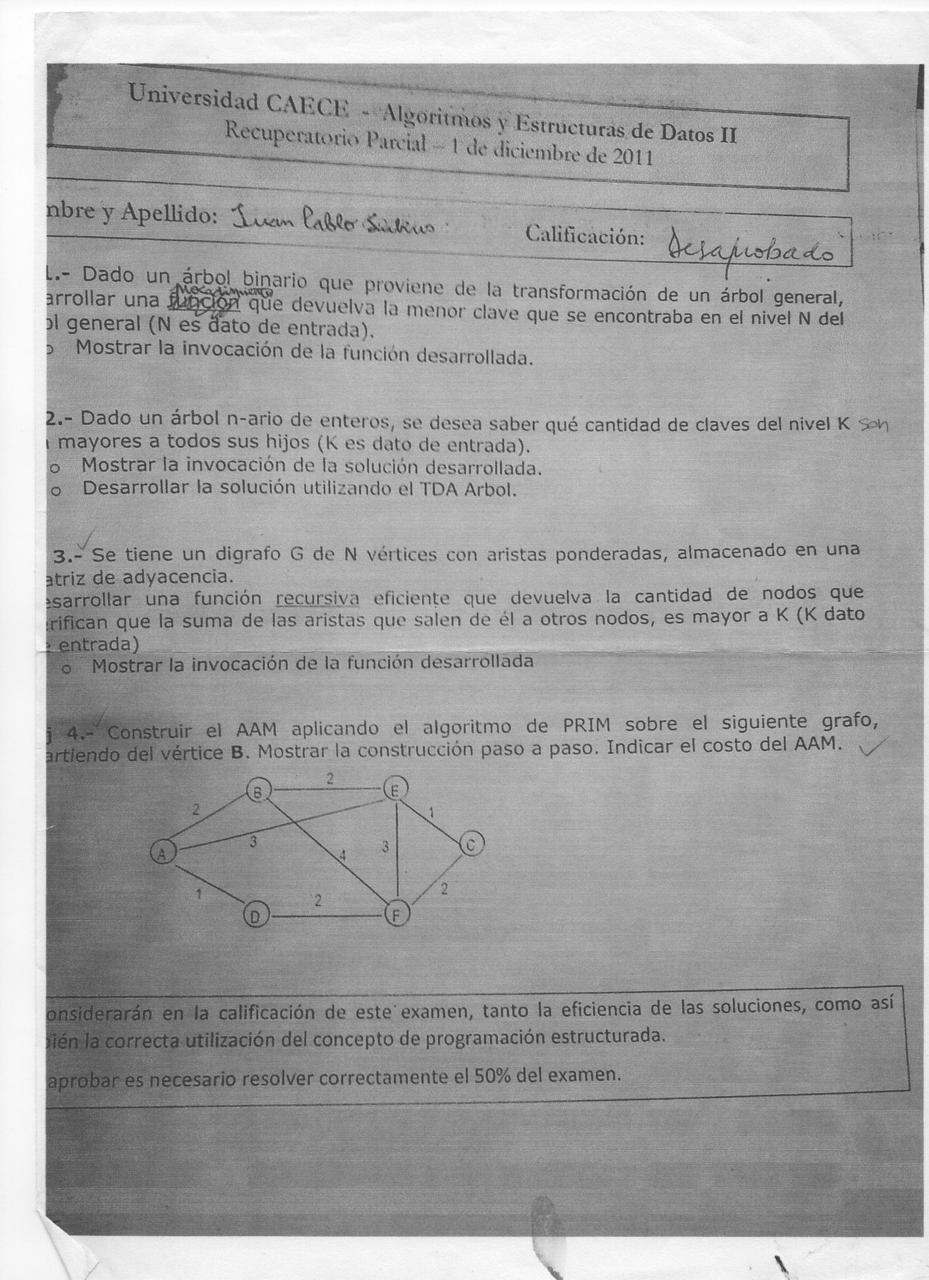 Universidad CAECE - Algoritmos y Estructuras de Datos II
Recuperatorio Parcial – 1 de diciembre de 2011
mbre y Apellido: Juan Pablo
Calificación: Desaprobado
1.- Dado un árbol binario que proviene de la transformación de un árbol general,
arrollar una función que devuelva la menor clave que se encontraba en el nivel N del
ol general (N es dato de entrada).
o Mostrar la invocación de la función desarrollada.
2.- Dado un árbol n-ario de enteros, se desea saber qué cantidad de claves del nivel K son
mayores a todos sus hijos (K es dato de entrada).
o Mostrar la invocación de la solución desarrollada.
o Desarrollar la solución utilizando el TDA Arbol.
3.- Se tiene un digrafo G de N vértices con aristas ponderadas, almacenado en una
atriz de adyacencia.
esarrollar una función recursiva eficiente que devuelva la cantidad de nodos que
rifican que la suma de las aristas que salen de él a otros nodos, es mayor a K (K dato
e entrada)
o Mostrar la invocación de la función desarrollada
j 4.- Construir el AAM aplicando el algoritmo de PRIM sobre el siguiente grafo,
artiendo del vértice B. Mostrar la construcción paso a paso. Indicar el costo del AAM.
B 2 E
2 1
A 3 4 3 C
1 2 2
D F
onsiderarán en la calificación de este examen, tanto la eficiencia de las soluciones, como así
bién la correcta utilización del concepto de programación estructurada.
aprobar es necesario resolver correctamente el 50% del examen.